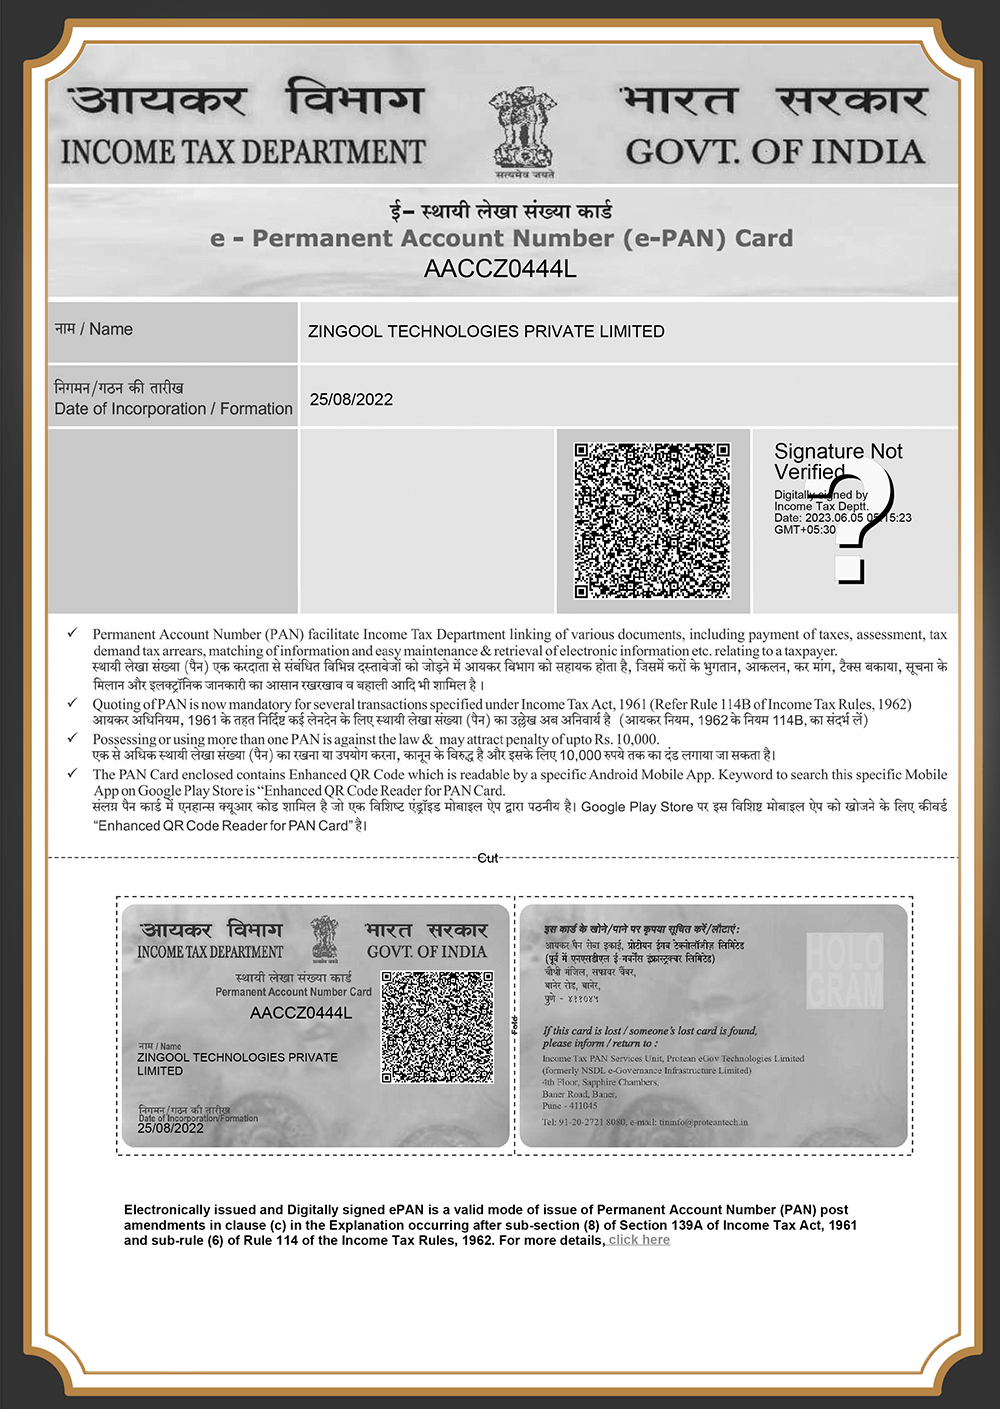 आयकर विभाग
INCOME TAX DEPARTMENT
सत्यमेव जयते
भारत सरकार
GOVT. OF INDIA
ई– स्थायी लेखा संख्या कार्ड
e - Permanent Account Number (e-PAN) Card
AACCZ0444L
नाम / Name
ZINGOOL TECHNOLOGIES PRIVATE LIMITED
निगमन/गठन की तारीख
Date of Incorporation / Formation
25/08/2022
Signature Not
Verified
Digitally signed by
Income Tax Deptt.
Date: 2023.06.05 05:15:23
GMT+05:30
?
✓ Permanent Account Number (PAN) facilitate Income Tax Department linking of various documents, including payment of taxes, assessment, tax
demand tax arrears, matching of information and easy maintenance & retrieval of electronic information etc. relating to a taxpayer.
स्थायी लेखा संख्या (पैन) एक करदाता से संबंधित विभिन्न दस्तावेजों को जोड़ने में आयकर विभाग को सहायक होता है, जिसमें करों के भुगतान, आकलन, कर मांग, टैक्स बकाया, सूचना के
मिलान और इलक्ट्रॉनिक जानकारी का आसान रखरखाव व बहाली आदि भी शामिल है ।
✓ Quoting of PAN is now mandatory for several transactions specified under Income Tax Act, 1961 (Refer Rule 114B of Income Tax Rules, 1962)
आयकर अधिनियम, 1961 के तहत निर्दिष्ट कई लेनदेन के लिए स्थायी लेखा संख्या (पैन) का उल्लेख अब अनिवार्य है (आयकर नियम, 1962 के नियम 114B, का संदर्भ लें)
✓ Possessing or using more than one PAN is against the law & may attract penalty of upto Rs. 10,000.
एक से अधिक स्थायी लेखा संख्या (पैन) का रखना या उपयोग करना, कानून के विरुद्ध है और इसके लिए 10,000 रुपये तक का दंड लगाया जा सकता है।
✓ The PAN Card enclosed contains Enhanced QR Code which is readable by a specific Android Mobile App. Keyword to search this specific Mobile
App on Google Play Store is “Enhanced QR Code Reader for PAN Card.
संलग्न पैन कार्ड में एनहान्स क्यूआर कोड शामिल है जो एक विशिष्ट एंड्रॉइड मोबाइल ऐप द्वारा पठनीय है। Google Play Store पर इस विशिष्ट मोबाइल ऐप को खोजने के लिए कीवर्ड
“Enhanced QR Code Reader for PAN Card” है।
Cut
आयकर विभाग
INCOME TAX DEPARTMENT
भारत सरकार
GOVT. OF INDIA
स्थायी लेखा संख्या कार्ड
Permanent Account Number Card
AACCZ0444L
नाम / Name
ZINGOOL TECHNOLOGIES PRIVATE
LIMITED
निगमन/गठन की तारीख
Date of Incorporation/Formation
25/08/2022
Fold
इस कार्ड के खोने/पाने पर कृपया सूचित करें/लौटाएं :
आयकर पैन सेवा इकाई, प्रोटीयन ईगव टेक्नोलॉजीज़ लिमिटेड
(पूर्व में एनएसडीएल ई-गवर्नेंस इंफ्रास्ट्रक्चर लिमिटेड)
चौथी मंजिल, सफायर चैंबर,
बानेर रोड, बानेर,
पुणे - ४११०४५
HOLO
GRAM
If this card is lost / someone's lost card is found,
please inform / return to :
Income Tax PAN Services Unit, Protean eGov Technologies Limited
(formerly NSDL e-Governance Infrastructure Limited)
4th Floor, Sapphire Chambers,
Baner Road, Baner,
Pune - 411045
Tel: 91-20-2721 8080, e-mail: tininfo@proteantech.in
Electronically issued and Digitally signed ePAN is a valid mode of issue of Permanent Account Number (PAN) post
amendments in clause (c) in the Explanation occurring after sub-section (8) of Section 139A of Income Tax Act, 1961
and sub-rule (6) of Rule 114 of the Income Tax Rules, 1962. For more details, click here